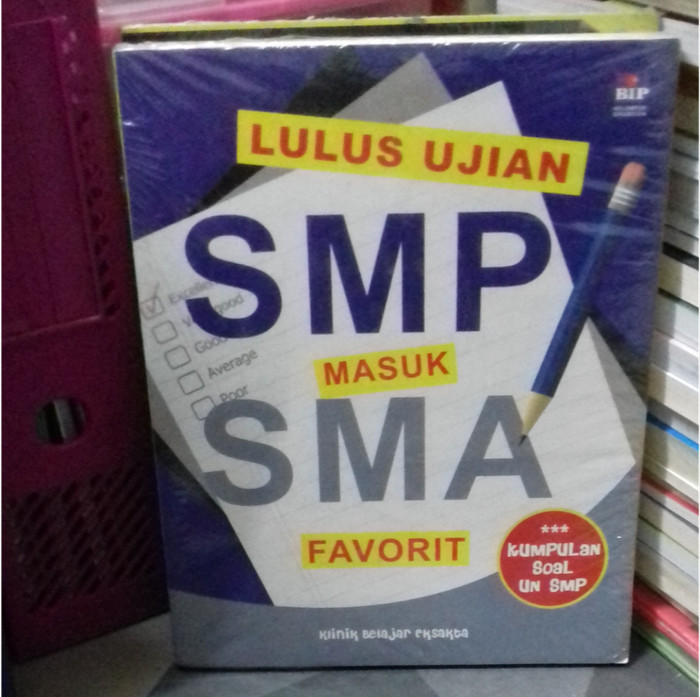 BIP
LULUS UJIAN
SMP
Excellent
good
Good
Average
Poor
MASUK
SMA
FAVORIT
***
KUMPULAN
SOAL
UN SMP
Klinik Belajar Eksakta